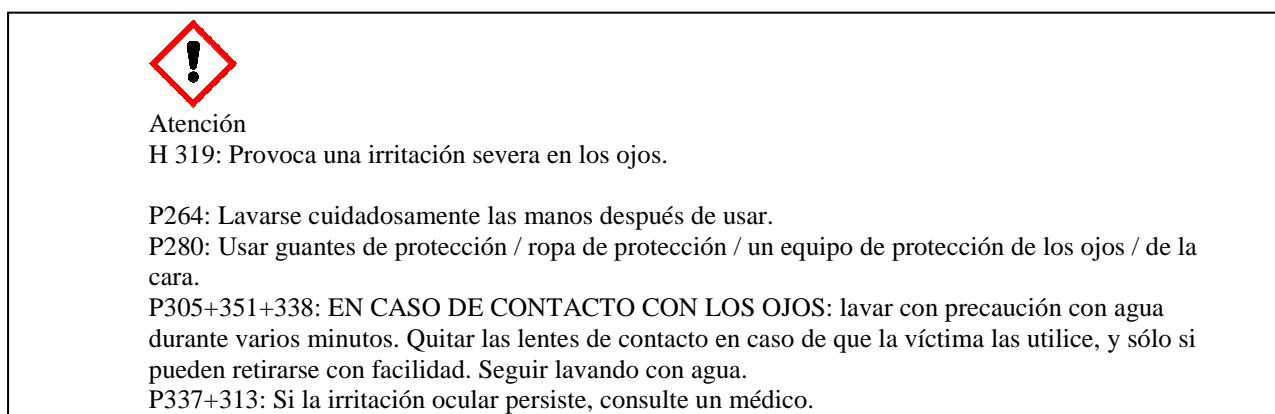 Atención
H 319: Provoca una irritación severa en los ojos.
P264: Lavarse cuidadosamente las manos después de usar.
P280: Usar guantes de protección / ropa de protección / un equipo de protección de los ojos / de la
cara.
P305+351+338: EN CASO DE CONTACTO CON LOS OJOS: lavar con precaución con agua
durante varios minutos. Quitar las lentes de contacto en caso de que la víctima las utilice, y sólo si
pueden retirarse con facilidad. Seguir lavando con agua.
P337+313: Si la irritación ocular persiste, consulte un médico.